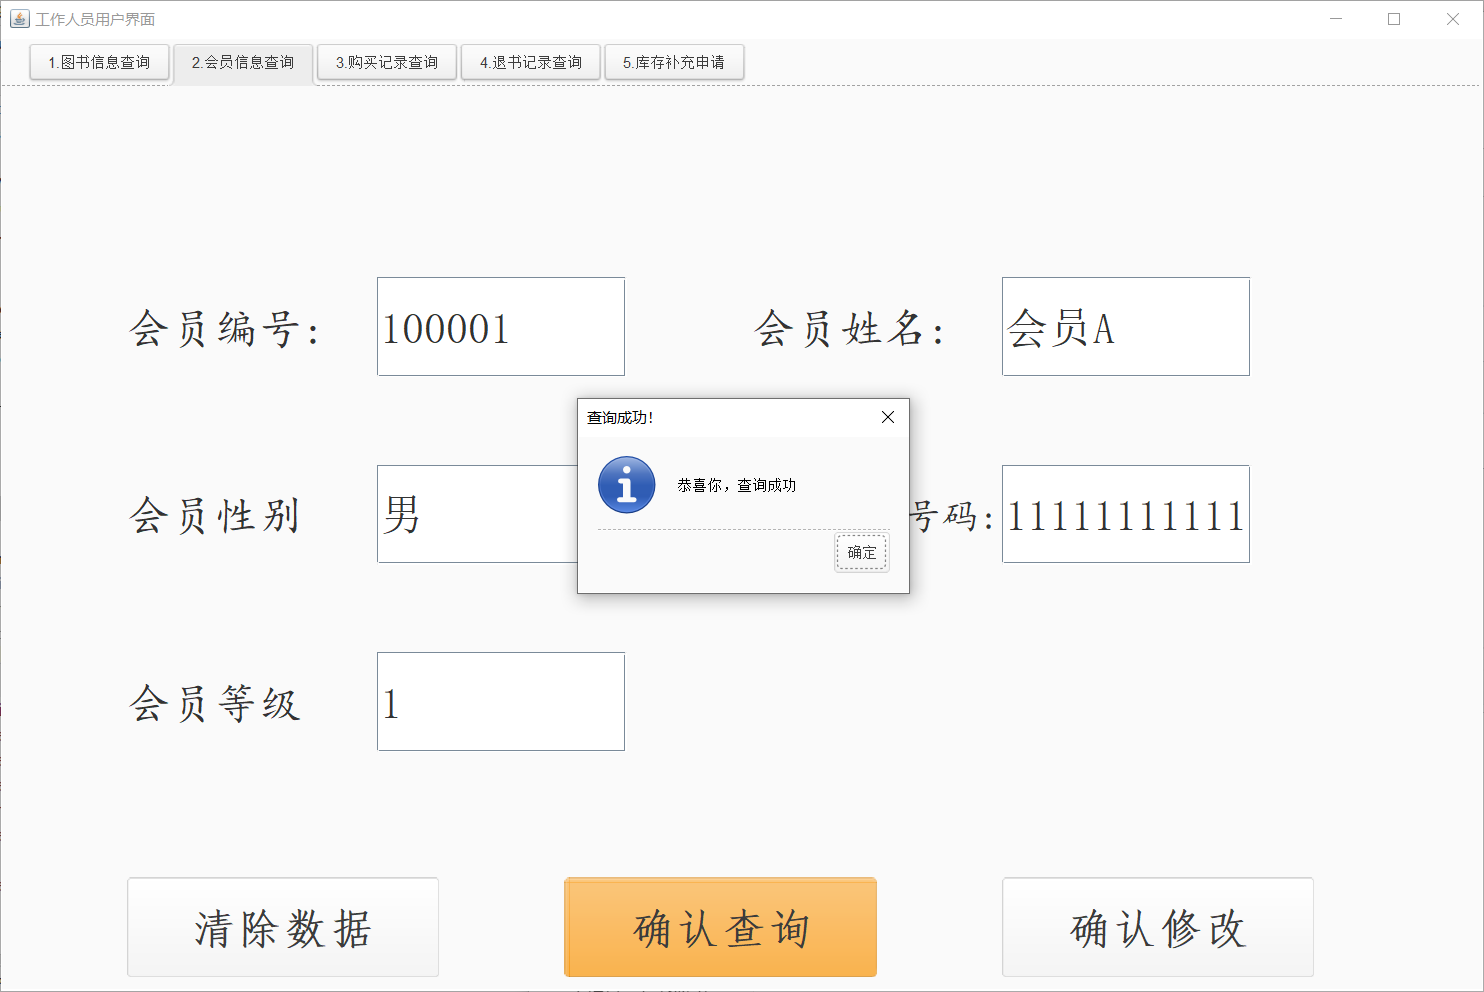 工作人员用户界面
1.图书信息查询
2.会员信息查询
3.购买记录查询
4.退书记录查询
5.库存补充申请
会员编号:
100001
会员姓名:
会员A
查询成功!
恭喜你，查询成功
确定
会员性别
男
号码:
11111111111
会员等级
1
清除数据
确认查询
确认修改